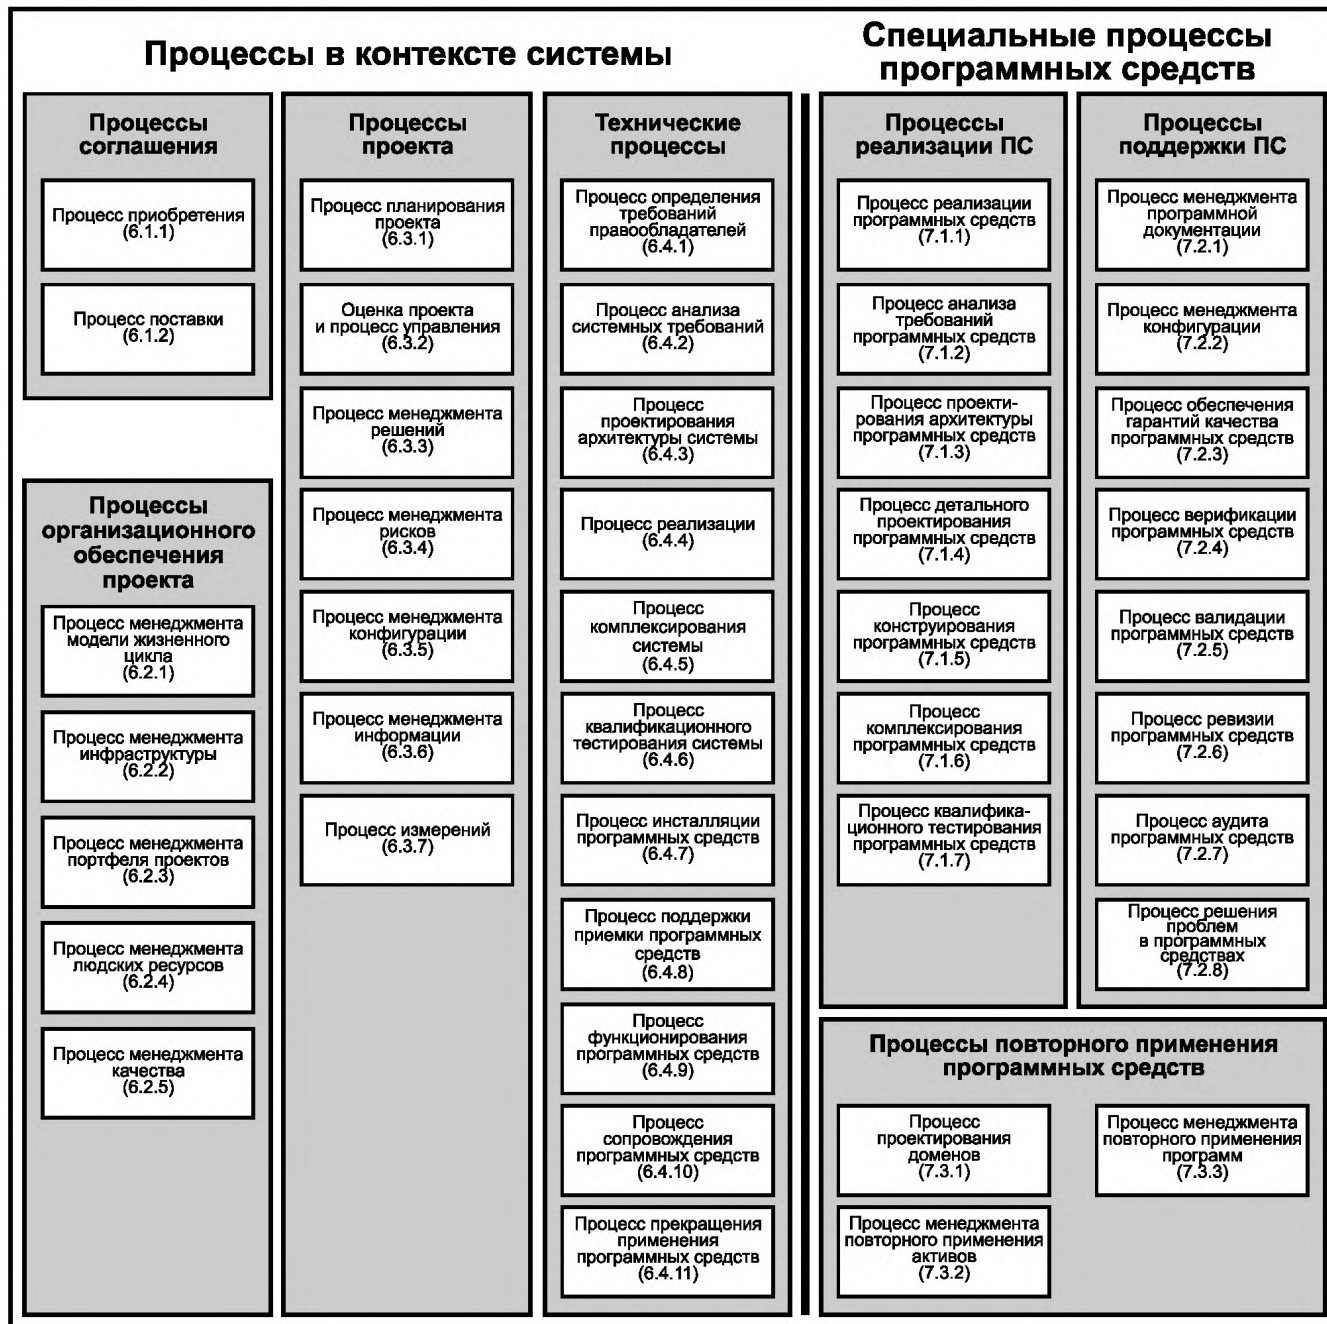 Процессы в контексте системы
Процессы
соглашения
Процесс приобретения
(6.1.1)
Процесс поставки
(6.1.2)
Процессы
организационного
обеспечения
проекта
Процесс менеджмента
модели жизненного
цикла
(6.2.1)
Процесс менеджмента
инфраструктуры
(6.2.2)
Процесс менеджмента
портфеля проектов
(6.2.3)
Процесс менеджмента
людских ресурсов
(6.2.4)
Процесс менеджмента
качества
(6.2.5)
Процессы
проекта
Процесс планирования
проекта
(6.3.1)
Оценка проекта
и процесс управления
(6.3.2)
Процесс менеджмента
решений
(6.3.3)
Процесс менеджмента
рисков
(6.3.4)
Процесс менеджмента
конфигурации
(6.3.5)
Процесс менеджмента
информации
(6.3.6)
Процесс измерений
(6.3.7)
Технические
процессы
Процесс определения
требований
правообладателей
(6.4.1)
Процесс анализа
системных требований
(6.4.2)
Процесс
проектирования
архитектуры системы
(6.4.3)
Процесс реализации
(6.4.4)
Процесс
комплексирования
системы
(6.4.5)
Процесс
квалификационного
тестирования системы
(6.4.6)
Процесс инсталляции
программных средств
(6.4.7)
Процесс поддержки
приемки программных
средств
(6.4.8)
Процесс
функционирования
программных средств
(6.4.9)
Процесс
сопровождения
программных средств
(6.4.10)
Процесс прекращения
применения
программных средств
(6.4.11)
Специальные процессы
программных средств
Процессы
реализации ПС
Процесс реализации
программных средств
(7.1.1)
Процесс анализа
требований
программных средств
(7.1.2)
Процесс проекти-
рования архитектуры
программных средств
(7.1.3)
Процесс детального
проектирования
программных средств
(7.1.4)
Процесс
конструирования
программных средств
(7.1.5)
Процесс
комплексирования
программных средств
(7.1.6)
Процесс квалифика-
ционного тестирования
программных средств
(7.1.7)
Процессы
поддержки ПС
Процесс менеджмента
программной
документации
(7.2.1)
Процесс менеджмента
конфигурации
(7.2.2)
Процесс обеспечения
гарантий качества
программных средств
(7.2.3)
Процесс верификации
программных средств
(7.2.4)
Процесс валидации
программных средств
(7.2.5)
Процесс ревизии
программных средств
(7.2.6)
Процесс аудита
программных средств
(7.2.7)
Процесс решения
проблем
в программных
средствах
(7.2.8)
Процессы повторного применения
программных средств
Процесс
проектирования
доменов
(7.3.1)
Процесс менеджмента
повторного применения
активов
(7.3.2)
Процесс менеджмента
повторного применения
программ
(7.3.3)